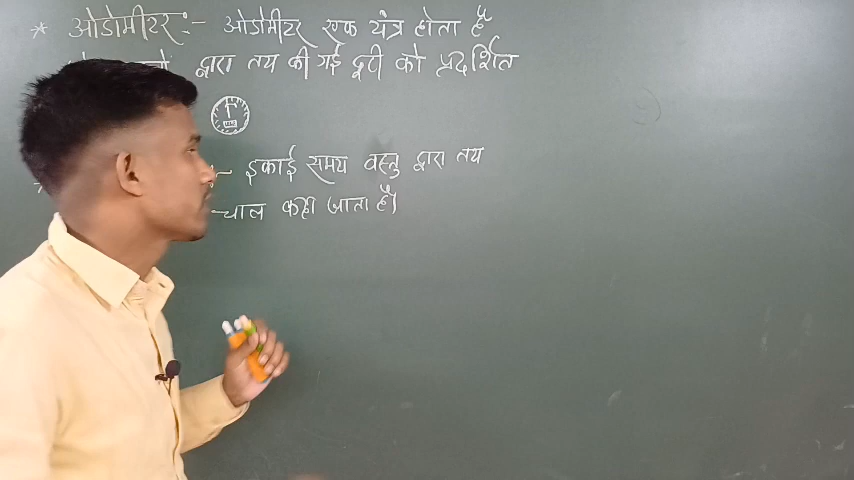 * ओडोमीटर:- ओडोमीटर एक यंत्र होता है
द्वारा तय की गई दूरी को प्रदर्शित
- इकाई समय वस्तु द्वारा तय
चाल कहा जाता है।